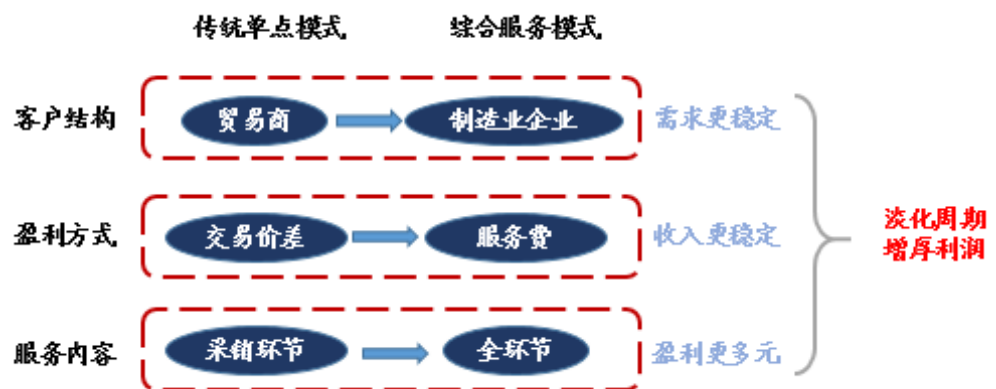 传统单点模式 综合服务模式
客户结构 贸易商 制造业企业 需求更稳定
盈利方式 交易价差 服务费 收入更稳定
淡化周期
增厚利润
服务内容 采销环节 全环节 盈利更多元